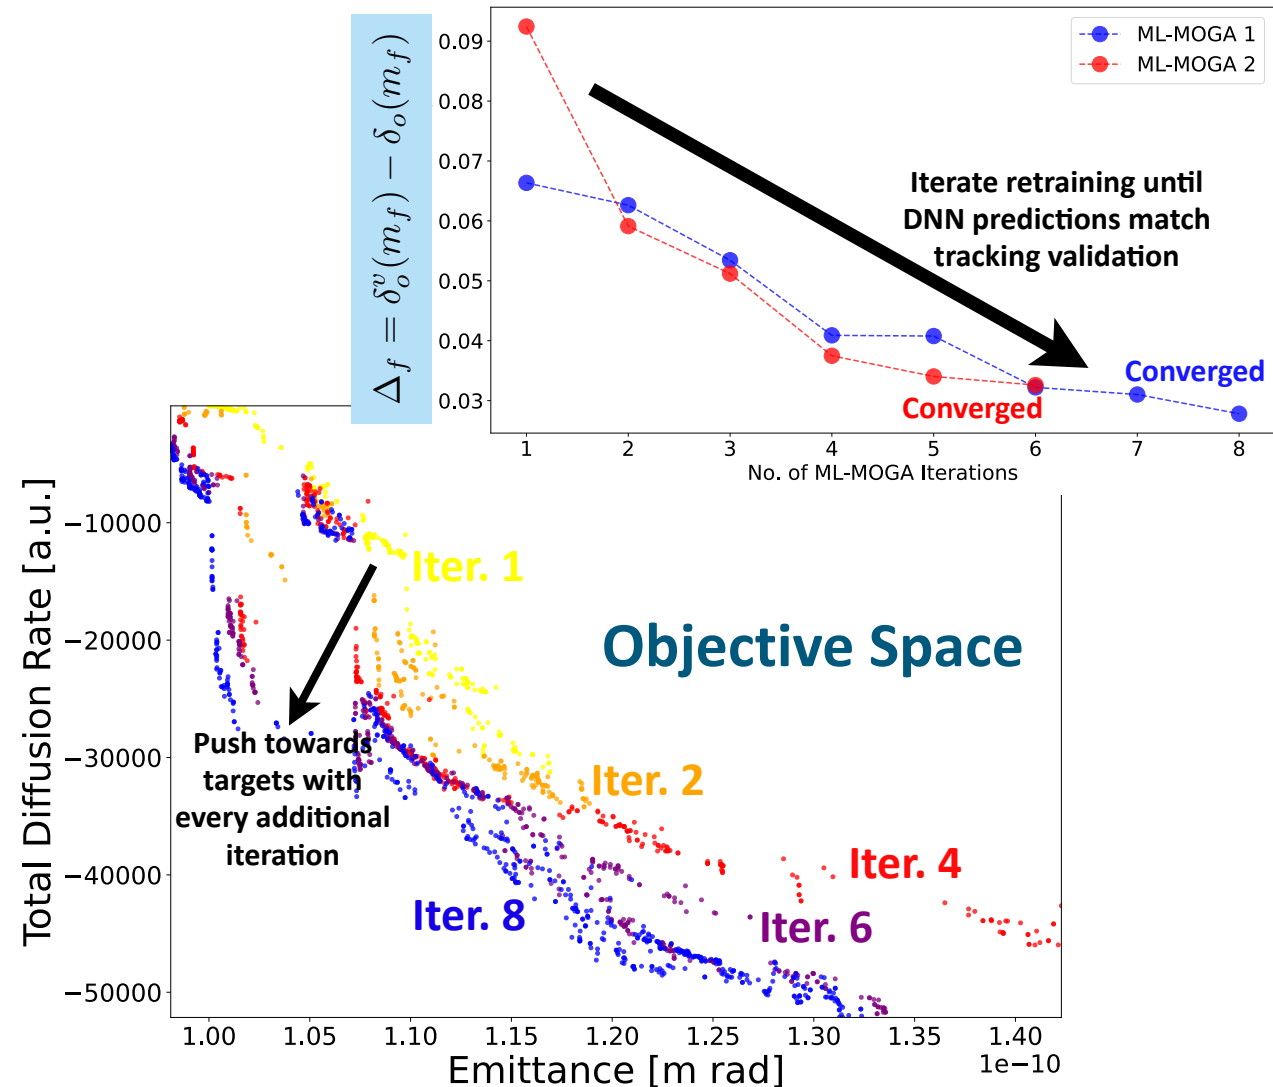 Δ_f = δ_o^v(m_f) − δ_o(m_f)
0.09
0.08
0.07
0.06
0.05
0.04
0.03
ML-MOGA 1
ML-MOGA 2
Iterate retraining until
DNN predictions match
tracking validation
Converged
Converged
1 2 3 4 5 6 7 8
No. of ML-MOGA Iterations
Total Diffusion Rate [a.u.]
−10000
−20000
−30000
−40000
−50000
Iter. 1
Objective Space
Push towards
targets with
every additional
iteration
Iter. 2
Iter. 4
Iter. 8
Iter. 6
1.00 1.05 1.10 1.15 1.20 1.25 1.30 1.35 1.40
1e−10
Emittance [m rad]